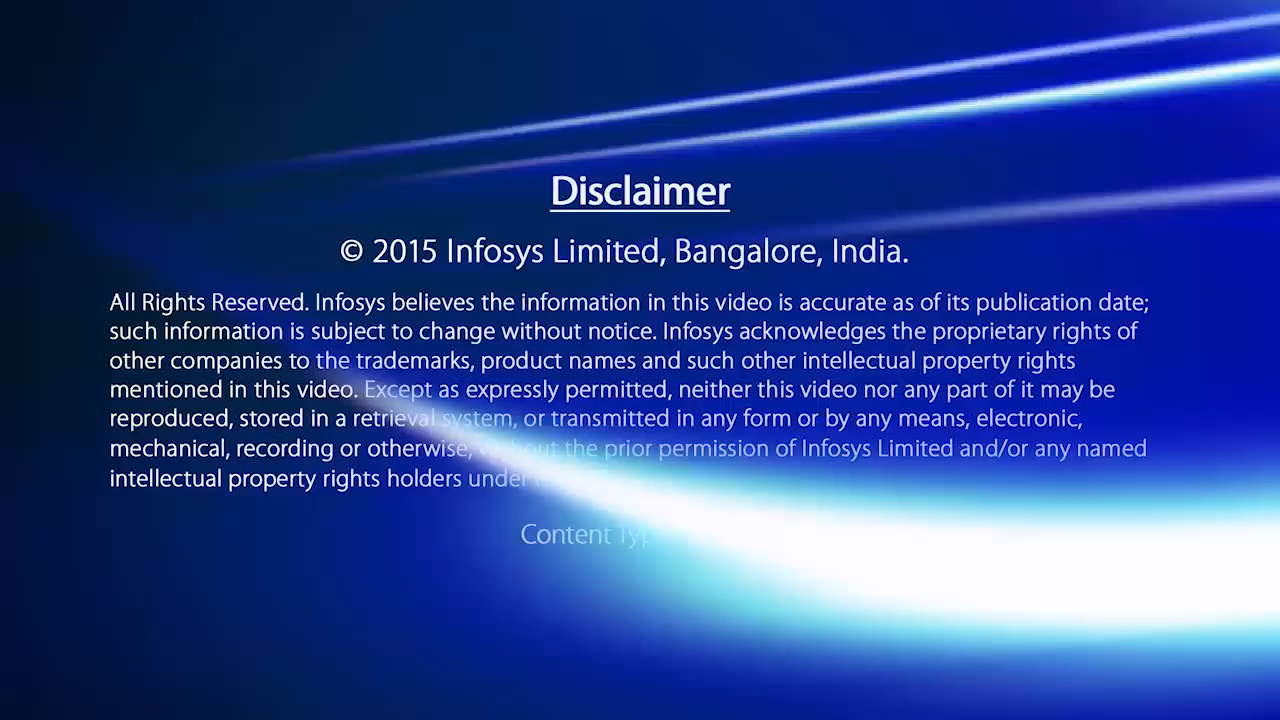 Disclaimer
© 2015 Infosys Limited, Bangalore, India.
All Rights Reserved. Infosys believes the information in this video is accurate as of its publication date;
such information is subject to change without notice. Infosys acknowledges the proprietary rights of
other companies to the trademarks, product names and such other intellectual property rights
mentioned in this video. Except as expressly permitted, neither this video nor any part of it may be
reproduced, stored in a retrieval system, or transmitted in any form or by any means, electronic,
mechanical, recording or otherwise, without the prior permission of Infosys Limited and/or any named
intellectual property rights holders under
Content